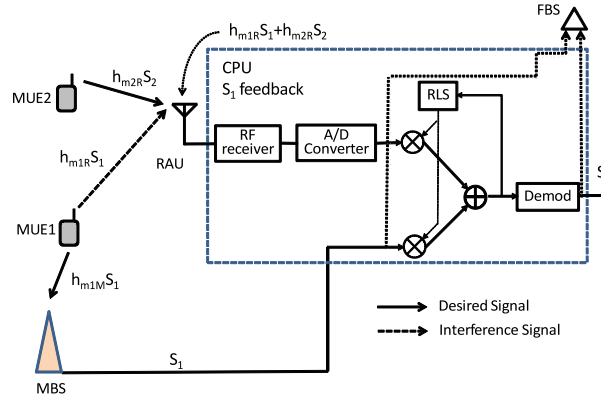 FBS
h_m1R S_1+h_m2R S_2
CPU
S_1 feedback
h_m2R S_2
MUE2
RLS
RF
receiver
A/D
Converter
RAU
h_m1R S_1
S
Demod
MUE1
h_m1M S_1
Desired Signal
Interference Signal
S_1
MBS